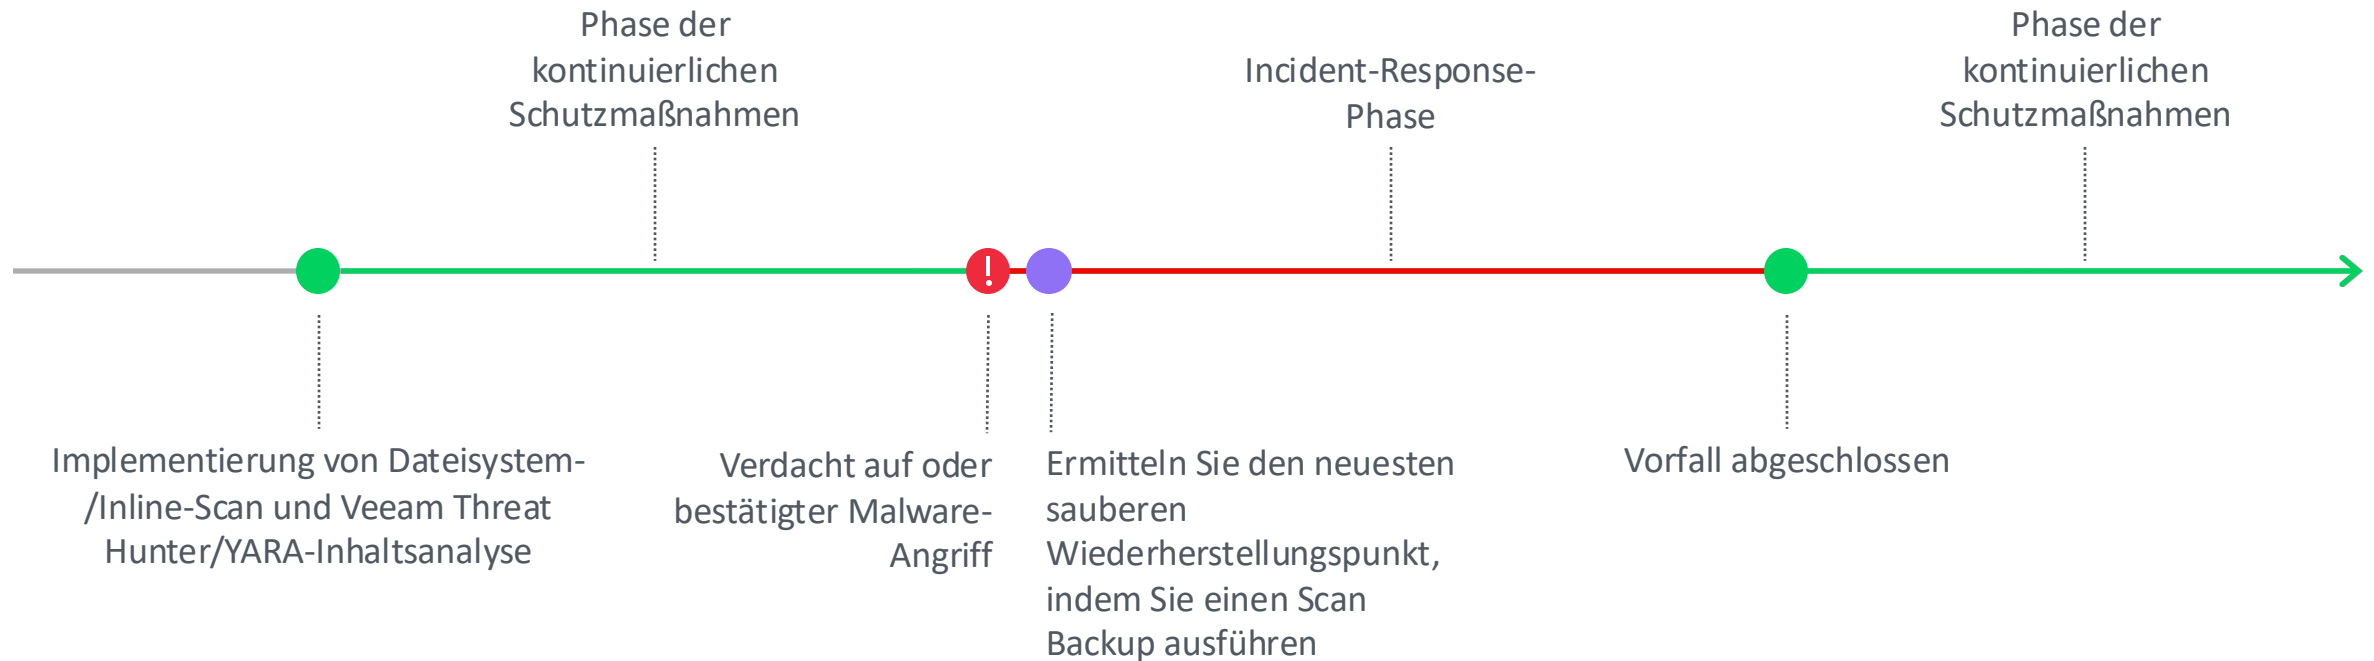 Phase der
kontinuierlichen
Schutzmaßnahmen
Incident-Response-
Phase
Phase der
kontinuierlichen
Schutzmaßnahmen
!
Implementierung von Dateisystem-
/Inline-Scan und Veeam Threat
Hunter/YARA-Inhaltsanalyse
Verdacht auf oder
bestätigter Malware-
Angriff
Ermitteln Sie den neuesten
sauberen
Wiederherstellungspunkt,
indem Sie einen Scan
Backup ausführen
Vorfall abgeschlossen